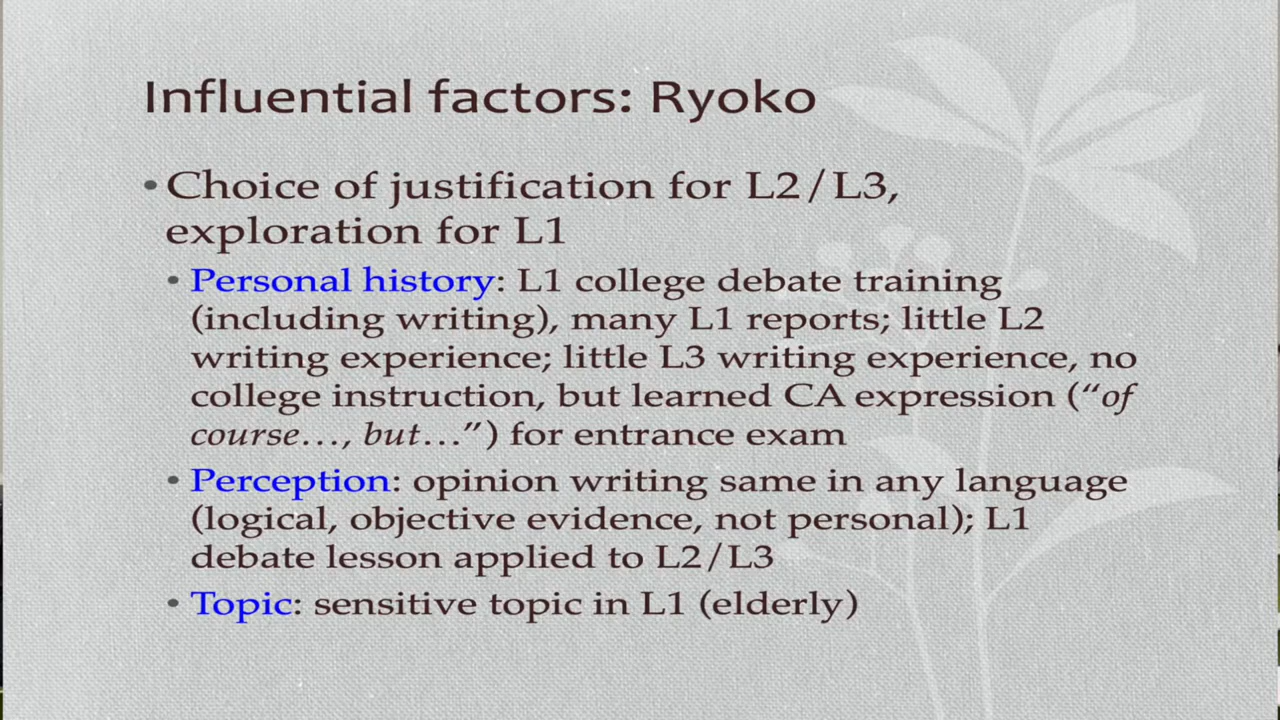 Influential factors: Ryoko
• Choice of justification for L2/L3,
exploration for L1
• Personal history: L1 college debate training
(including writing), many L1 reports; little L2
writing experience; little L3 writing experience, no
college instruction, but learned CA expression (“of
course…, but…”) for entrance exam
• Perception: opinion writing same in any language
(logical, objective evidence, not personal); L1
debate lesson applied to L2/L3
• Topic: sensitive topic in L1 (elderly)